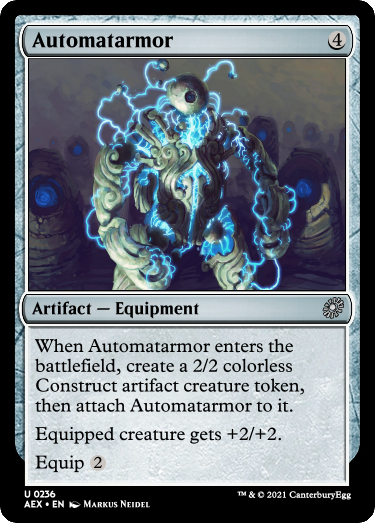 Automatarmor 4
Artifact — Equipment
When Automatarmor enters the
battlefield, create a 2/2 colorless
Construct artifact creature token,
then attach Automatarmor to it.
Equipped creature gets +2/+2.
Equip 2
U 0236
AEX • EN Markus Neidel ™ & © 2021 CanterburyEgg